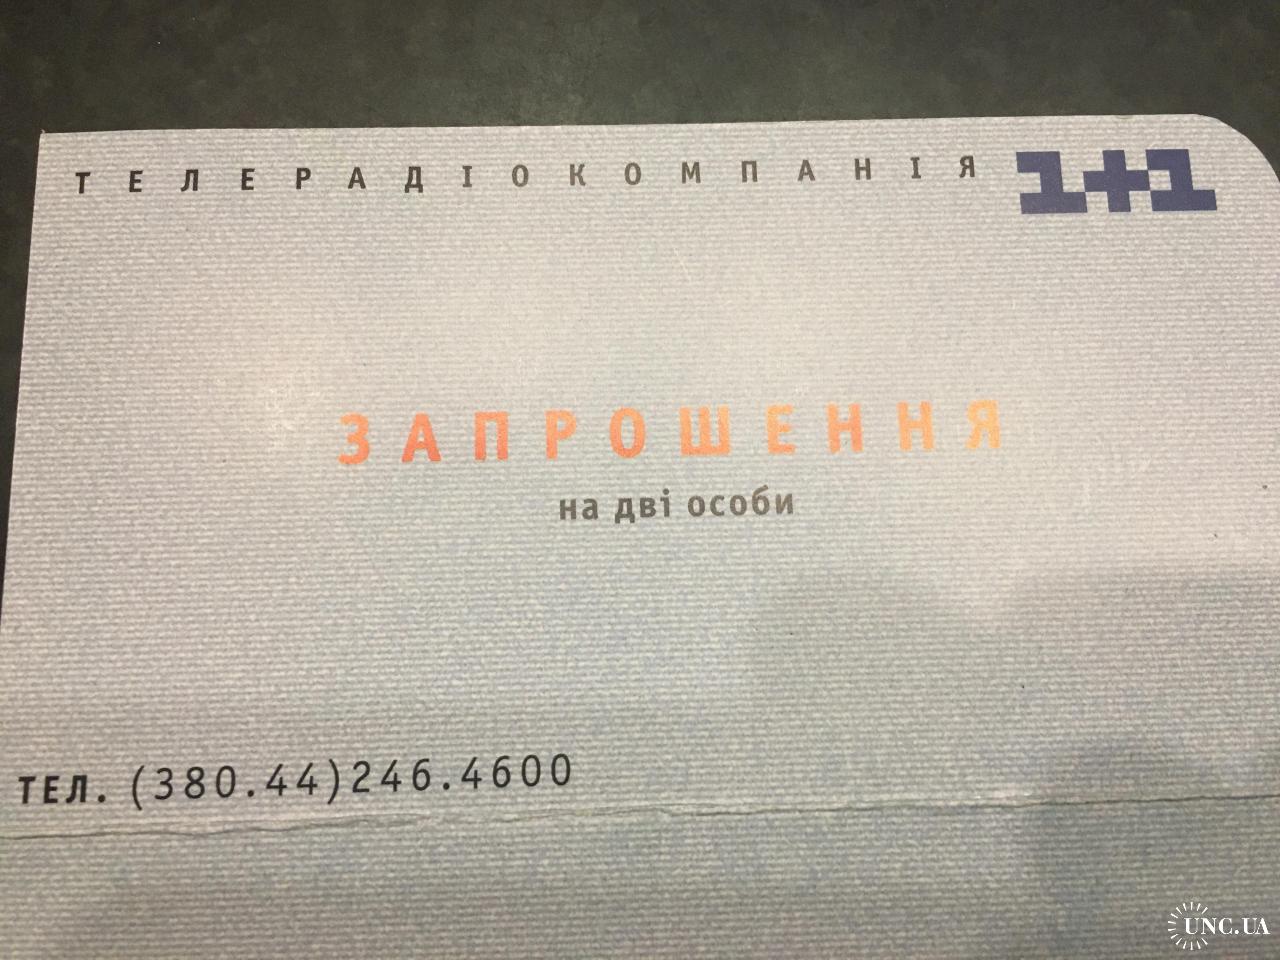 ТЕЛЕРАДІОКОМПАНІЯ 1+1
ЗАПРОШЕННЯ
на дві особи
ТЕЛ. (380.44)246.4600
UNC.UA